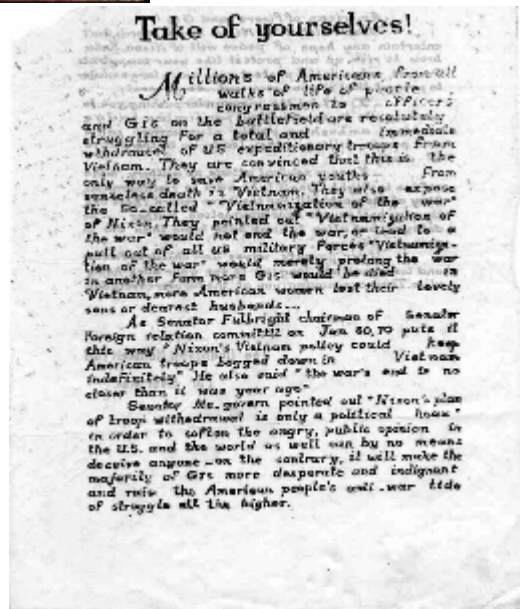 Take of yourselves!
Millions of Americans from all
walks of life of people
congressmen to officers
and GIs on the battlefield are resolutely
struggling for a total and immediate
withdrawal of US expeditionary troops from
Vietnam. They are convinced that this is the
only way to save American youths From
senseless death in Vietnam. They also expose
the So-called "Vietnamization of the war"
of Nixon. They pointed out "Vietnamization of
the war" would not end the war, or lead to a
pull out of all US military Forces "Vietnamiza-
tion of the war" would merely prolong the war
in another Form more GIs would be died in
Vietnam, more American women lost their lovely
sons or dearest husbands...
As Senator Fulbright chairman of Senator
Foreign relation committee on Jan 30,70 puts it
this way "Nixon's Vietnam policy could keep
American troops bogged down in Vietnam
indefinitely" He also said "the war's end is no
closer than it was year ago"
Senator Mc. govern pointed out "Nixon's plan
of troop withdrawal is only a political hoax"
in order to soften the angry, public opinion in
the U.S. and the world as well can by no means
deceive anyone _on the contrary, it will make the
majority of GIs more desperate and indignant
and raise the American people's anti-war tide
of struggle all the higher.